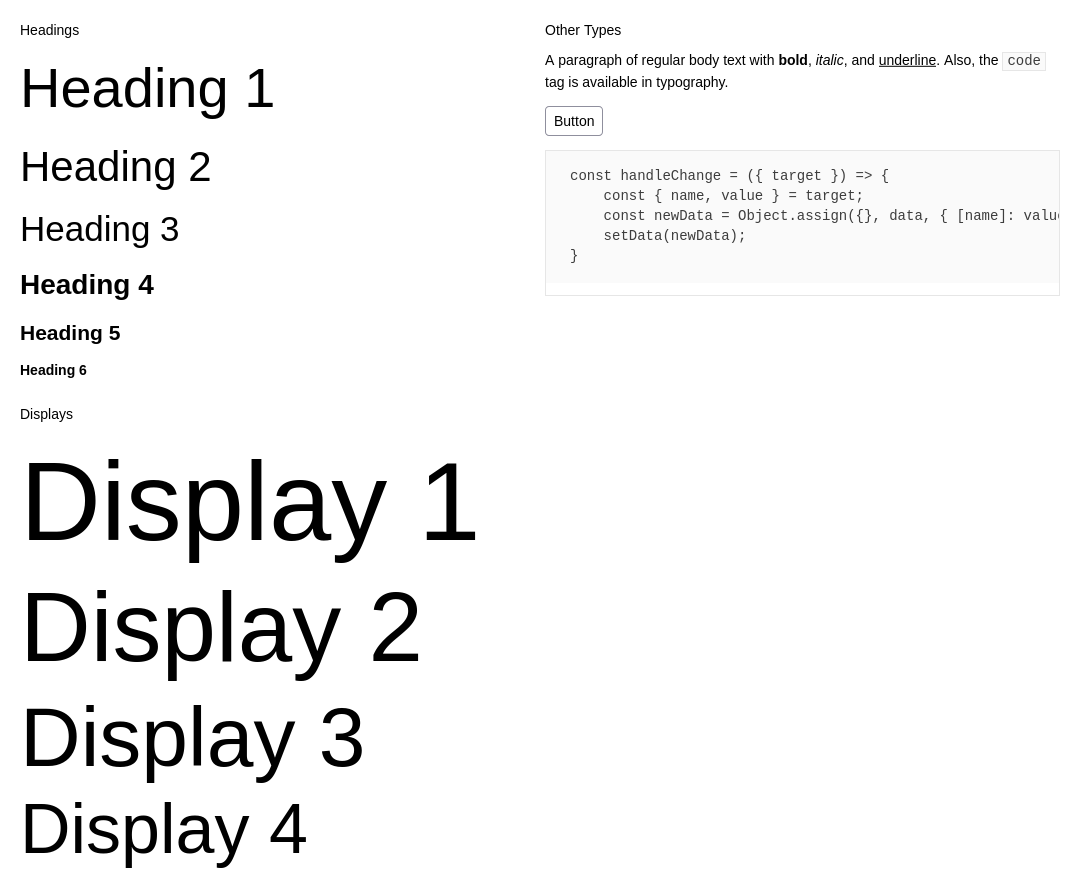 Headings
Heading 1
Heading 2
Heading 3
Heading 4
Heading 5
Heading 6
Displays
Display 1
Display 2
Display 3
Display 4
Other Types
A paragraph of regular body text with bold, italic, and underline. Also, the code
tag is available in typography.
Button
const handleChange = ({ target }) => {
    const { name, value } = target;
    const newData = Object.assign({}, data, { [name]: value
    setData(newData);
}